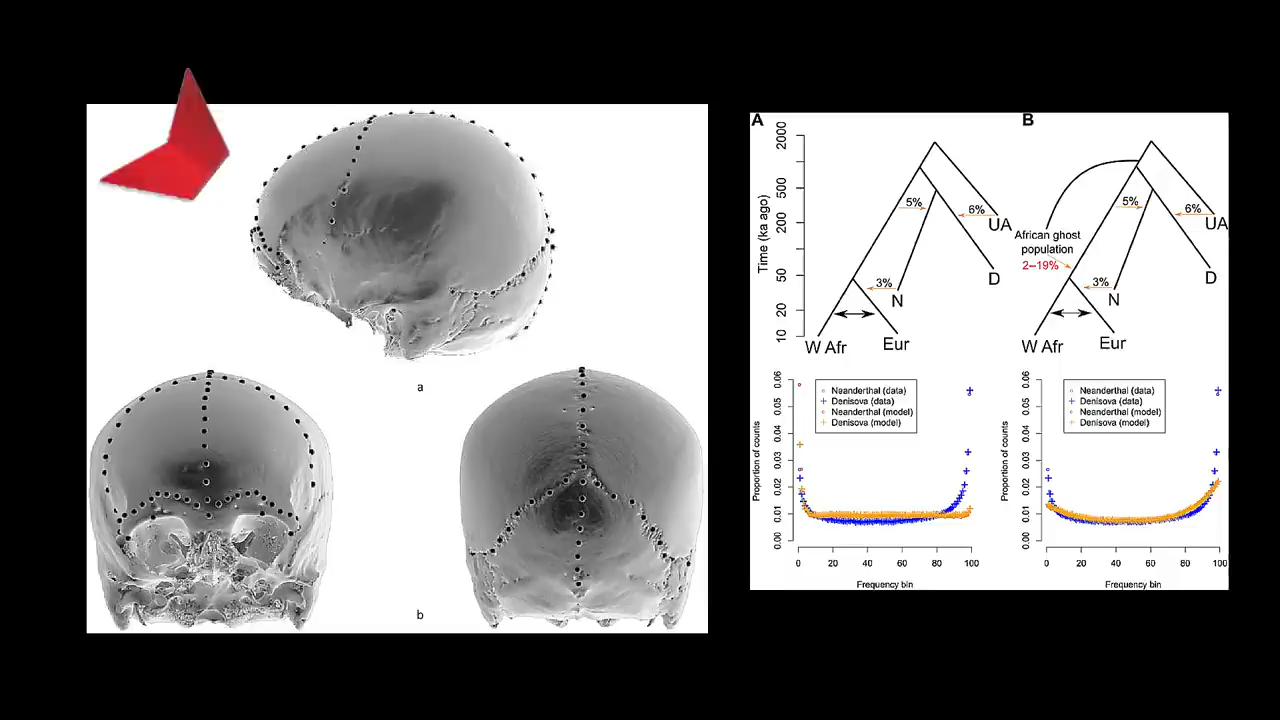 a
b
A
B
Time (ka ago)
2000
500
200
50
20
10
5%
6%
UA
D
3%
N
W Afr
Eur
African ghost
population
2–19%
5%
6%
UA
D
3%
N
W Afr
Eur
Proportion of counts
0.06
0.05
0.04
0.03
0.02
0.01
0.00
Neanderthal (data)
Denisova (data)
Neanderthal (model)
Denisova (model)
0 20 40 60 80 100
Frequency bin
Proportion of counts
0.06
0.05
0.04
0.03
0.02
0.01
0.00
Neanderthal (data)
Denisova (data)
Neanderthal (model)
Denisova (model)
0 20 40 60 80 100
Frequency bin